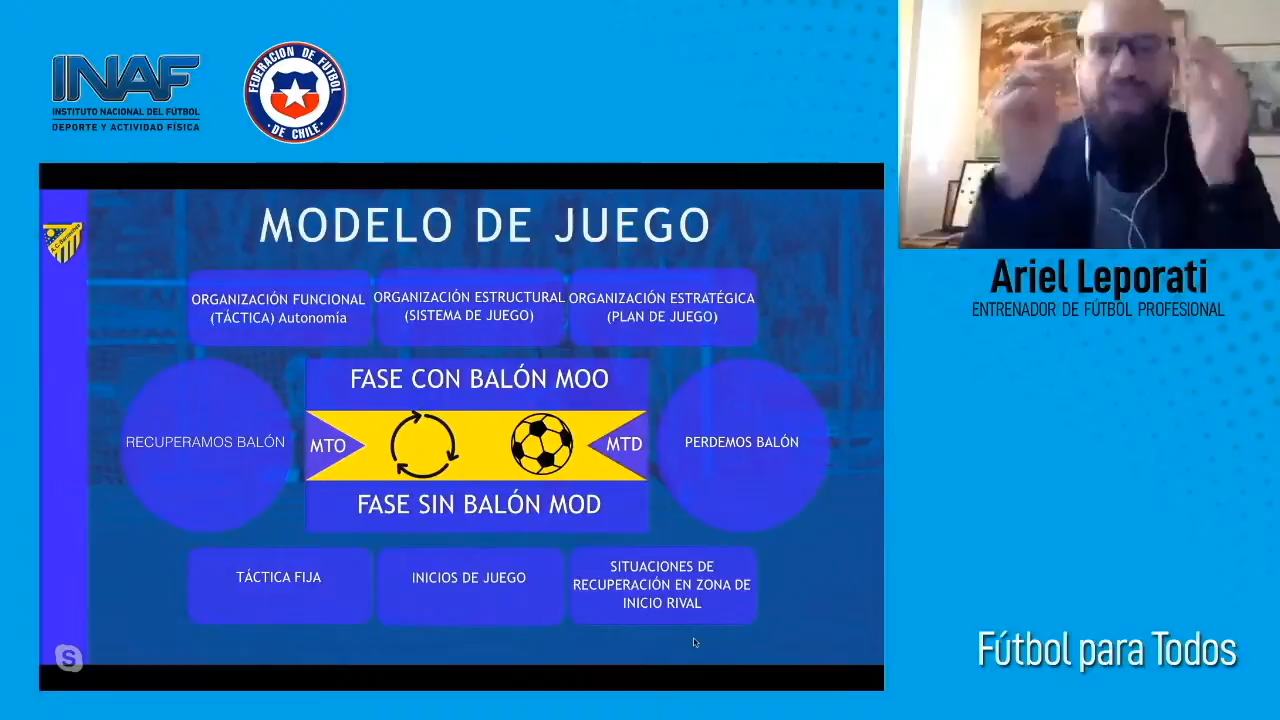 INAF
INSTITUTO NACIONAL DEL FÚTBOL
DEPORTE Y ACTIVIDAD FÍSICA
FEDERACION DE FUTBOL
· DE CHILE ·
MODELO DE JUEGO
ORGANIZACIÓN FUNCIONAL
(TÁCTICA) Autonomía
ORGANIZACIÓN ESTRUCTURAL
(SISTEMA DE JUEGO)
ORGANIZACIÓN ESTRATÉGICA
(PLAN DE JUEGO)
FASE CON BALÓN MOO
RECUPERAMOS BALÓN
MTO
MTD
PERDEMOS BALÓN
FASE SIN BALÓN MOD
TÁCTICA FIJA
INICIOS DE JUEGO
SITUACIONES DE
RECUPERACIÓN EN ZONA DE
INICIO RIVAL
S
Ariel Leporati
ENTRENADOR DE FÚTBOL PROFESIONAL
Fútbol para Todos